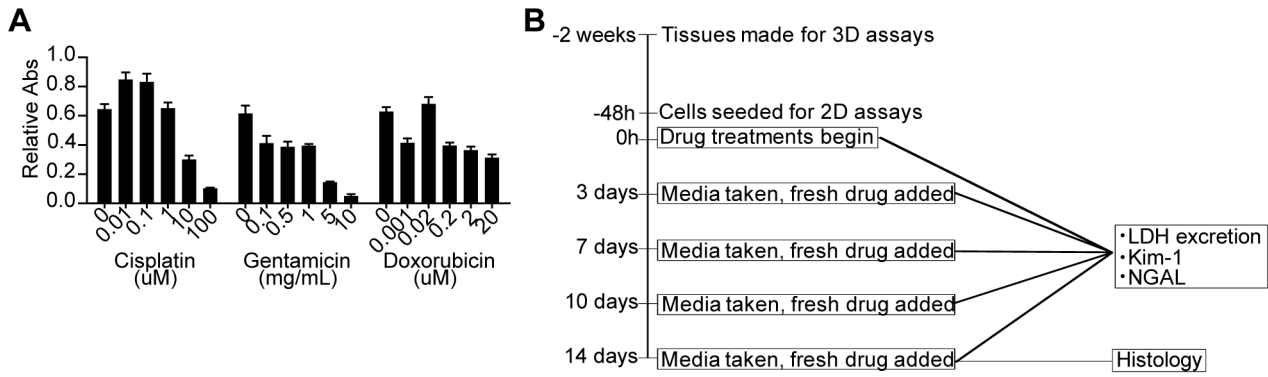 A
Relative Abs
1.0
0.8
0.6
0.4
0.2
0.0
0 0.01 0.1 1 10 100
0 0.1 0.5 1 5 10
0 0.001 0.02 0.2 2 20
Cisplatin
(uM)
Gentamicin
(mg/mL)
Doxorubicin
(uM)
B
-2 weeks Tissues made for 3D assays
-48h Cells seeded for 2D assays
0h Drug treatments begin
3 days Media taken, fresh drug added
7 days Media taken, fresh drug added
10 days Media taken, fresh drug added
14 days Media taken, fresh drug added
•LDH excretion
•Kim-1
•NGAL
Histology